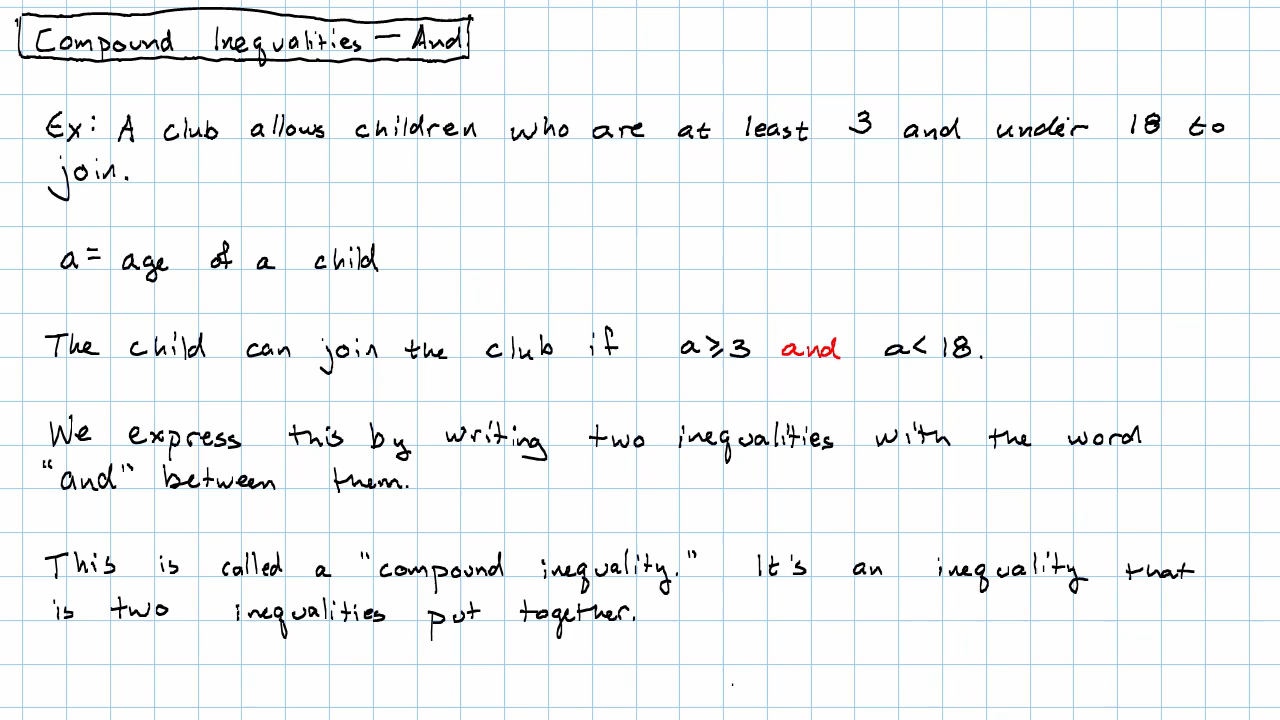 Compound Inequalities - And
Ex: A club allows children who are at least 3 and under 18 to
join.
a = age of a child
The child can join the club if a ⩾ 3 and a < 18.
We express this by writing two inequalities with the word
"and" between them.
This is called a "compound inequality." It's an inequality that
is two inequalities put together.